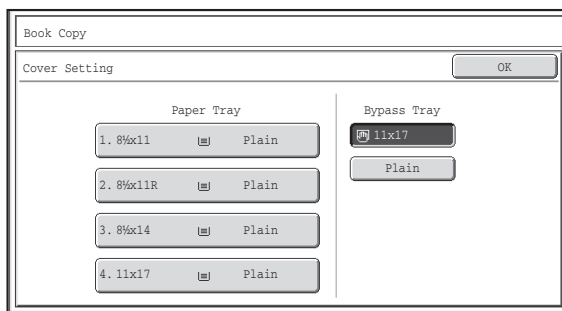 Book Copy
Cover Setting
OK
Paper Tray
1. 8½x11 Plain
2. 8½x11R Plain
3. 8½x14 Plain
4. 11x17 Plain
Bypass Tray
11x17
Plain